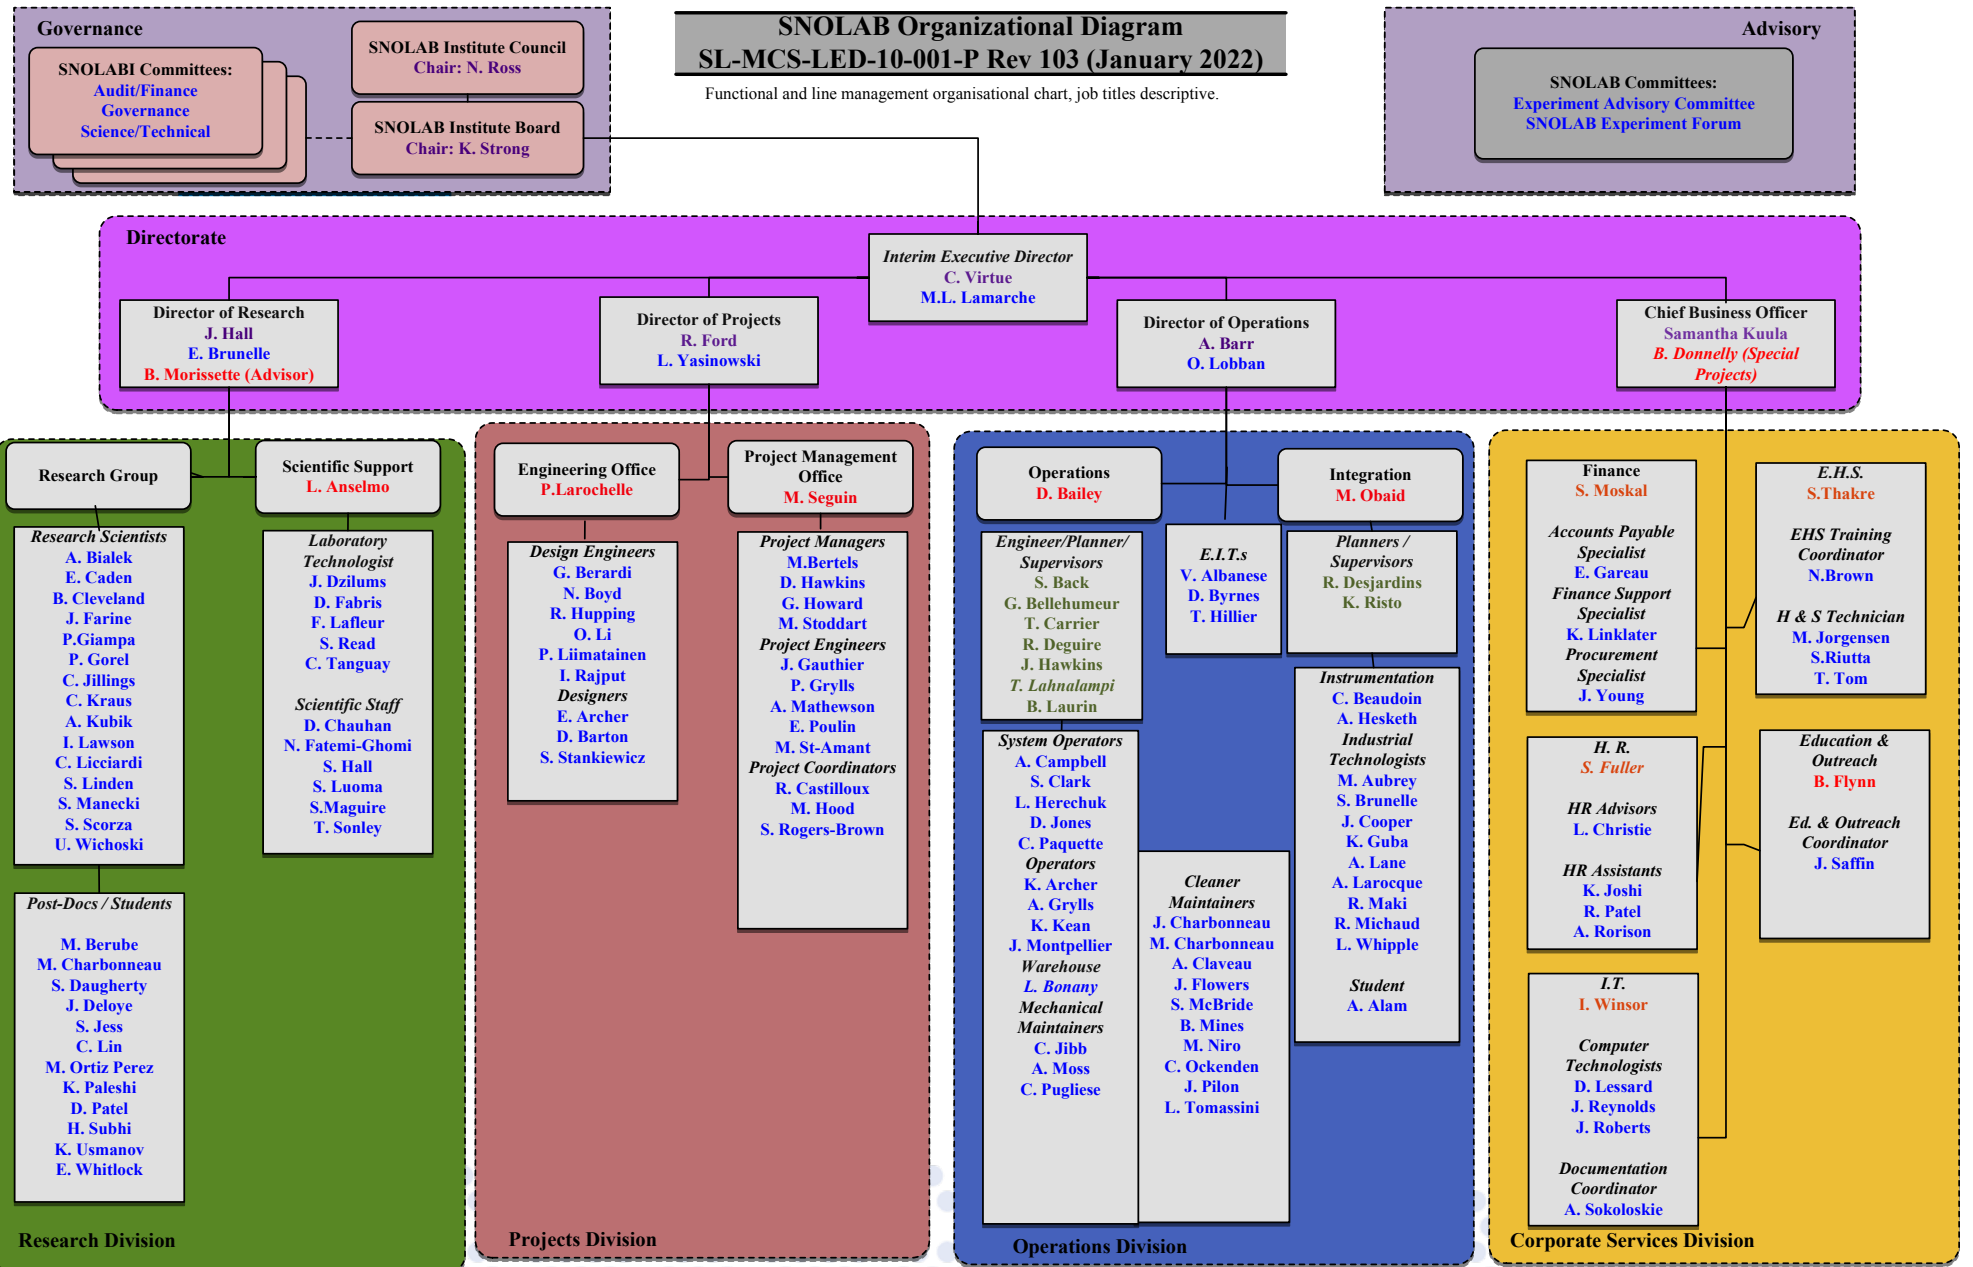 Governance
SNOLABI Committees:
Audit/Finance
Governance
Science/Technical
SNOLAB Institute Council
Chair: N. Ross
SNOLAB Institute Board
Chair: K. Strong
SNOLAB Organizational Diagram
SL-MCS-LED-10-001-P Rev 103 (January 2022)
Functional and line management organisational chart, job titles descriptive.
Advisory
SNOLAB Committees:
Experiment Advisory Committee
SNOLAB Experiment Forum
Directorate
Interim Executive Director
C. Virtue
M.L. Lamarche
Director of Research
J. Hall
E. Brunelle
B. Morissette (Advisor)
Director of Projects
R. Ford
L. Yasinowski
Director of Operations
A. Barr
O. Lobban
Chief Business Officer
Samantha Kuula
B. Donnelly (Special
Projects)
Research Group
Scientific Support
L. Anselmo
Research Scientists
A. Bialek
E. Caden
B. Cleveland
J. Farine
P.Giampa
P. Gorel
C. Jillings
C. Kraus
A. Kubik
I. Lawson
C. Licciardi
S. Linden
S. Manecki
S. Scorza
U. Wichoski
Post-Docs / Students
M. Berube
M. Charbonneau
S. Daugherty
J. Deloye
S. Jess
C. Lin
M. Ortiz Perez
K. Paleshi
D. Patel
H. Subhi
K. Usmanov
E. Whitlock
Laboratory
Technologist
J. Dzilums
D. Fabris
F. Lafleur
S. Read
C. Tanguay
Scientific Staff
D. Chauhan
N. Fatemi-Ghomi
S. Hall
S. Luoma
S.Maguire
T. Sonley
Research Division
Engineering Office
P.Larochelle
Project Management
Office
M. Seguin
Design Engineers
G. Berardi
N. Boyd
R. Hupping
O. Li
P. Liimatainen
I. Rajput
Designers
E. Archer
D. Barton
S. Stankiewicz
Project Managers
M.Bertels
D. Hawkins
G. Howard
M. Stoddart
Project Engineers
J. Gauthier
P. Grylls
A. Mathewson
E. Poulin
M. St-Amant
Project Coordinators
R. Castilloux
M. Hood
S. Rogers-Brown
Projects Division
Operations
D. Bailey
Integration
M. Obaid
Engineer/Planner/
Supervisors
S. Back
G. Bellehumeur
T. Carrier
R. Deguire
J. Hawkins
T. Lahnalampi
B. Laurin
System Operators
A. Campbell
S. Clark
L. Herechuk
D. Jones
C. Paquette
Operators
K. Archer
A. Grylls
K. Kean
J. Montpellier
Warehouse
L. Bonany
Mechanical
Maintainers
C. Jibb
A. Moss
C. Pugliese
E.I.T.s
V. Albanese
D. Byrnes
T. Hillier
Cleaner
Maintainers
J. Charbonneau
M. Charbonneau
A. Claveau
J. Flowers
S. McBride
B. Mines
M. Niro
C. Ockenden
J. Pilon
L. Tomassini
Planners /
Supervisors
R. Desjardins
K. Risto
Instrumentation
C. Beaudoin
A. Hesketh
Industrial
Technologists
M. Aubrey
S. Brunelle
J. Cooper
K. Guba
A. Lane
A. Larocque
R. Maki
R. Michaud
L. Whipple
Student
A. Alam
Operations Division
Finance
S. Moskal
Accounts Payable
Specialist
E. Gareau
Finance Support
Specialist
K. Linklater
Procurement
Specialist
J. Young
E.H.S.
S.Thakre
EHS Training
Coordinator
N.Brown
H & S Technician
M. Jorgensen
S.Riutta
T. Tom
H. R.
S. Fuller
HR Advisors
L. Christie
HR Assistants
K. Joshi
R. Patel
A. Rorison
Education &
Outreach
B. Flynn
Ed. & Outreach
Coordinator
J. Saffin
I.T.
I. Winsor
Computer
Technologists
D. Lessard
J. Reynolds
J. Roberts
Documentation
Coordinator
A. Sokoloskie
Corporate Services Division